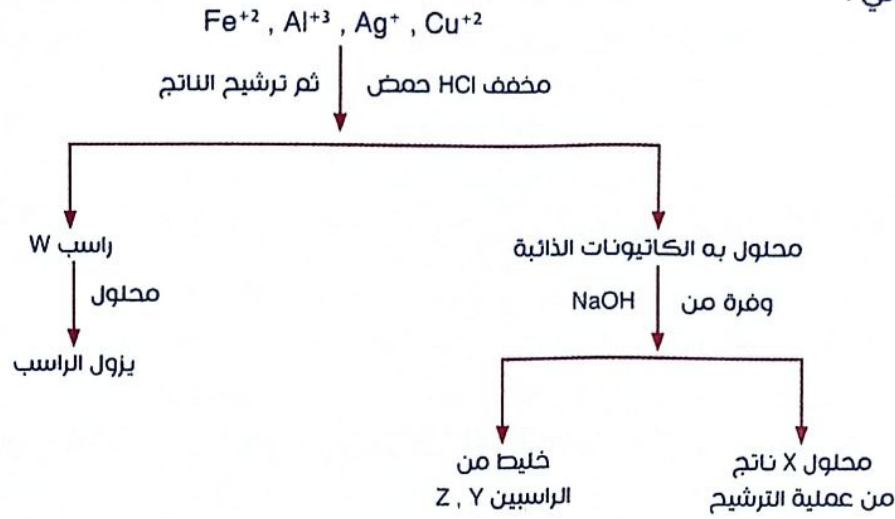 في
Fe⁺² , Al⁺³ , Ag⁺ , Cu⁺²
حمض HCl مخفف
ثم ترشيح الناتج
محلول به الكاتيونات الذائبة
راسب W
وفرة من NaOH
محلول
يزول الراسب
محلول X ناتج
من عملية الترشيح
خليط من
الراسبين Z , Y